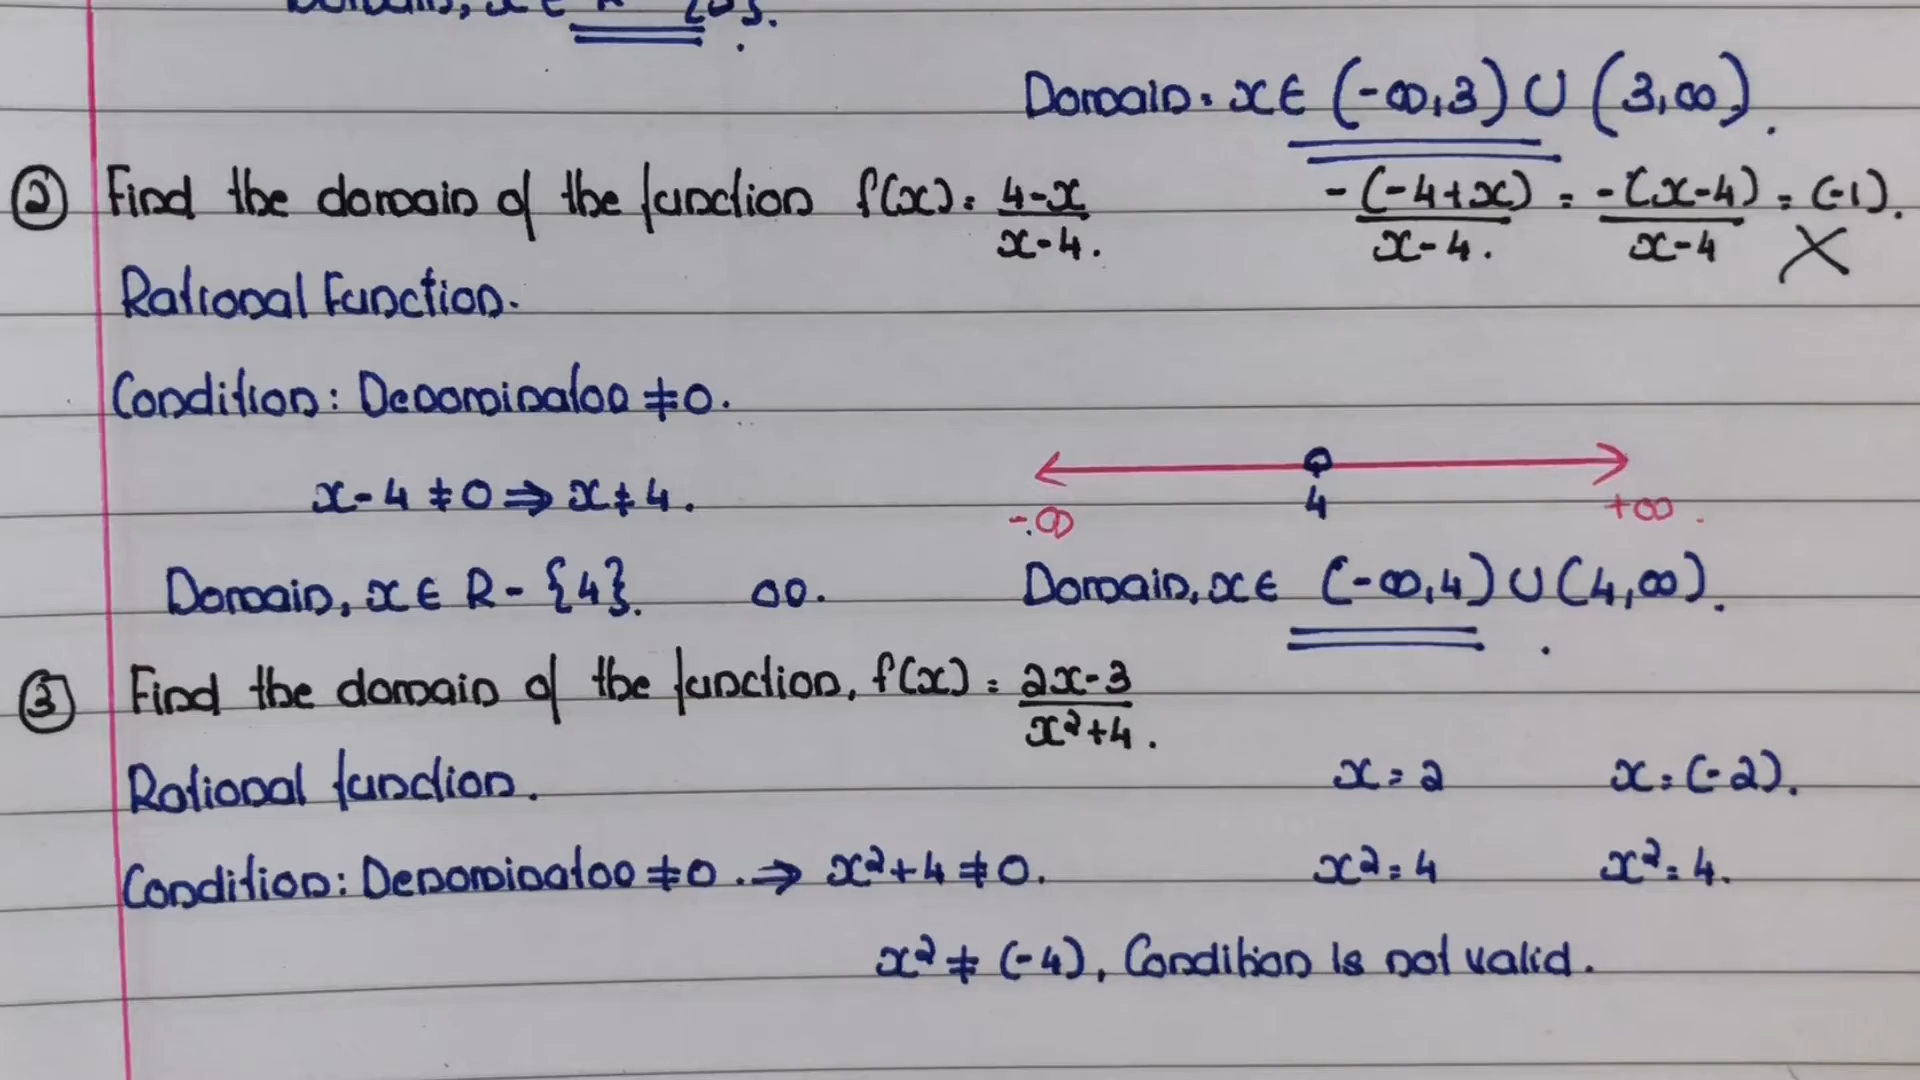 Domain, x ∈ R - {0}.
Domain. x ∈ (-∞,3) ∪ (3,∞).
② Find the domain of the function f(x) = 4-x / x-4. -(-4+x) / x-4. = -(x-4) / x-4 = (-1). X
Rational Function.
Condition: Denominator ≠ 0.
x-4 ≠ 0 ⇒ x ≠ 4.
4
-∞ +∞.
Domain, x ∈ R - {4}. or. Domain, x ∈ (-∞,4) ∪ (4,∞).
③ Find the domain of the function, f(x) = 2x-3 / x²+4.
Rational function. x = 2 x = (-2).
Condition: Denominator ≠ 0. ⇒ x²+4 ≠ 0. x² = 4 x² = 4.
x² ≠ (-4), Condition is not valid.